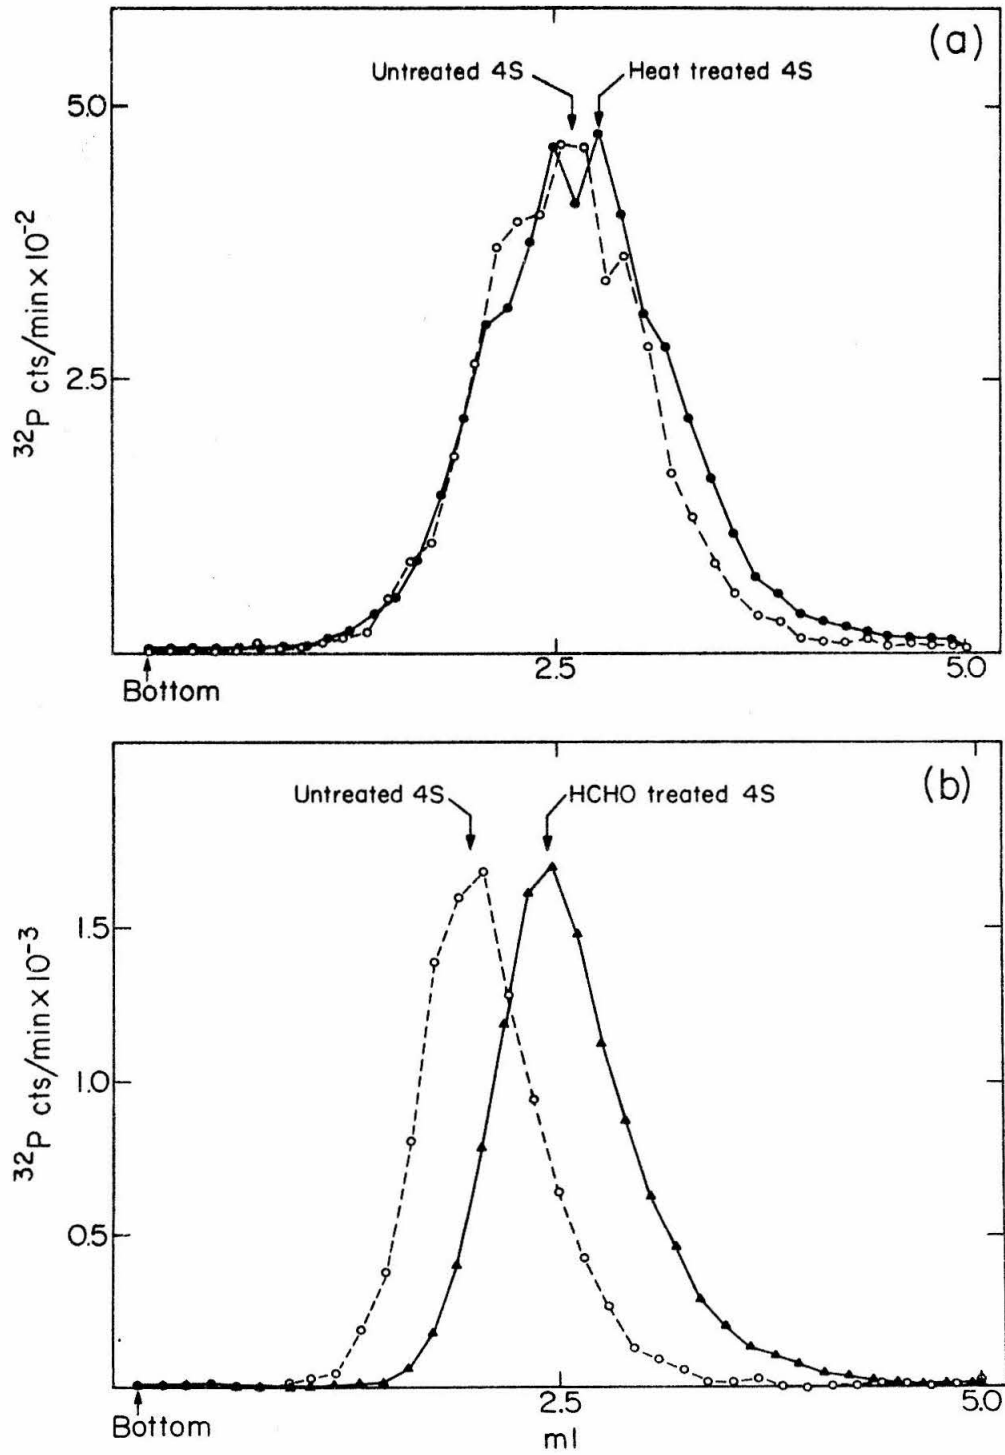 (a)
Untreated 4S
Heat treated 4S
5.0
2.5
³²P cts/min x 10⁻²
2.5
5.0
Bottom
(b)
Untreated 4S
HCHO treated 4S
1.5
1.0
0.5
³²P cts/min x 10⁻³
2.5
5.0
Bottom
ml